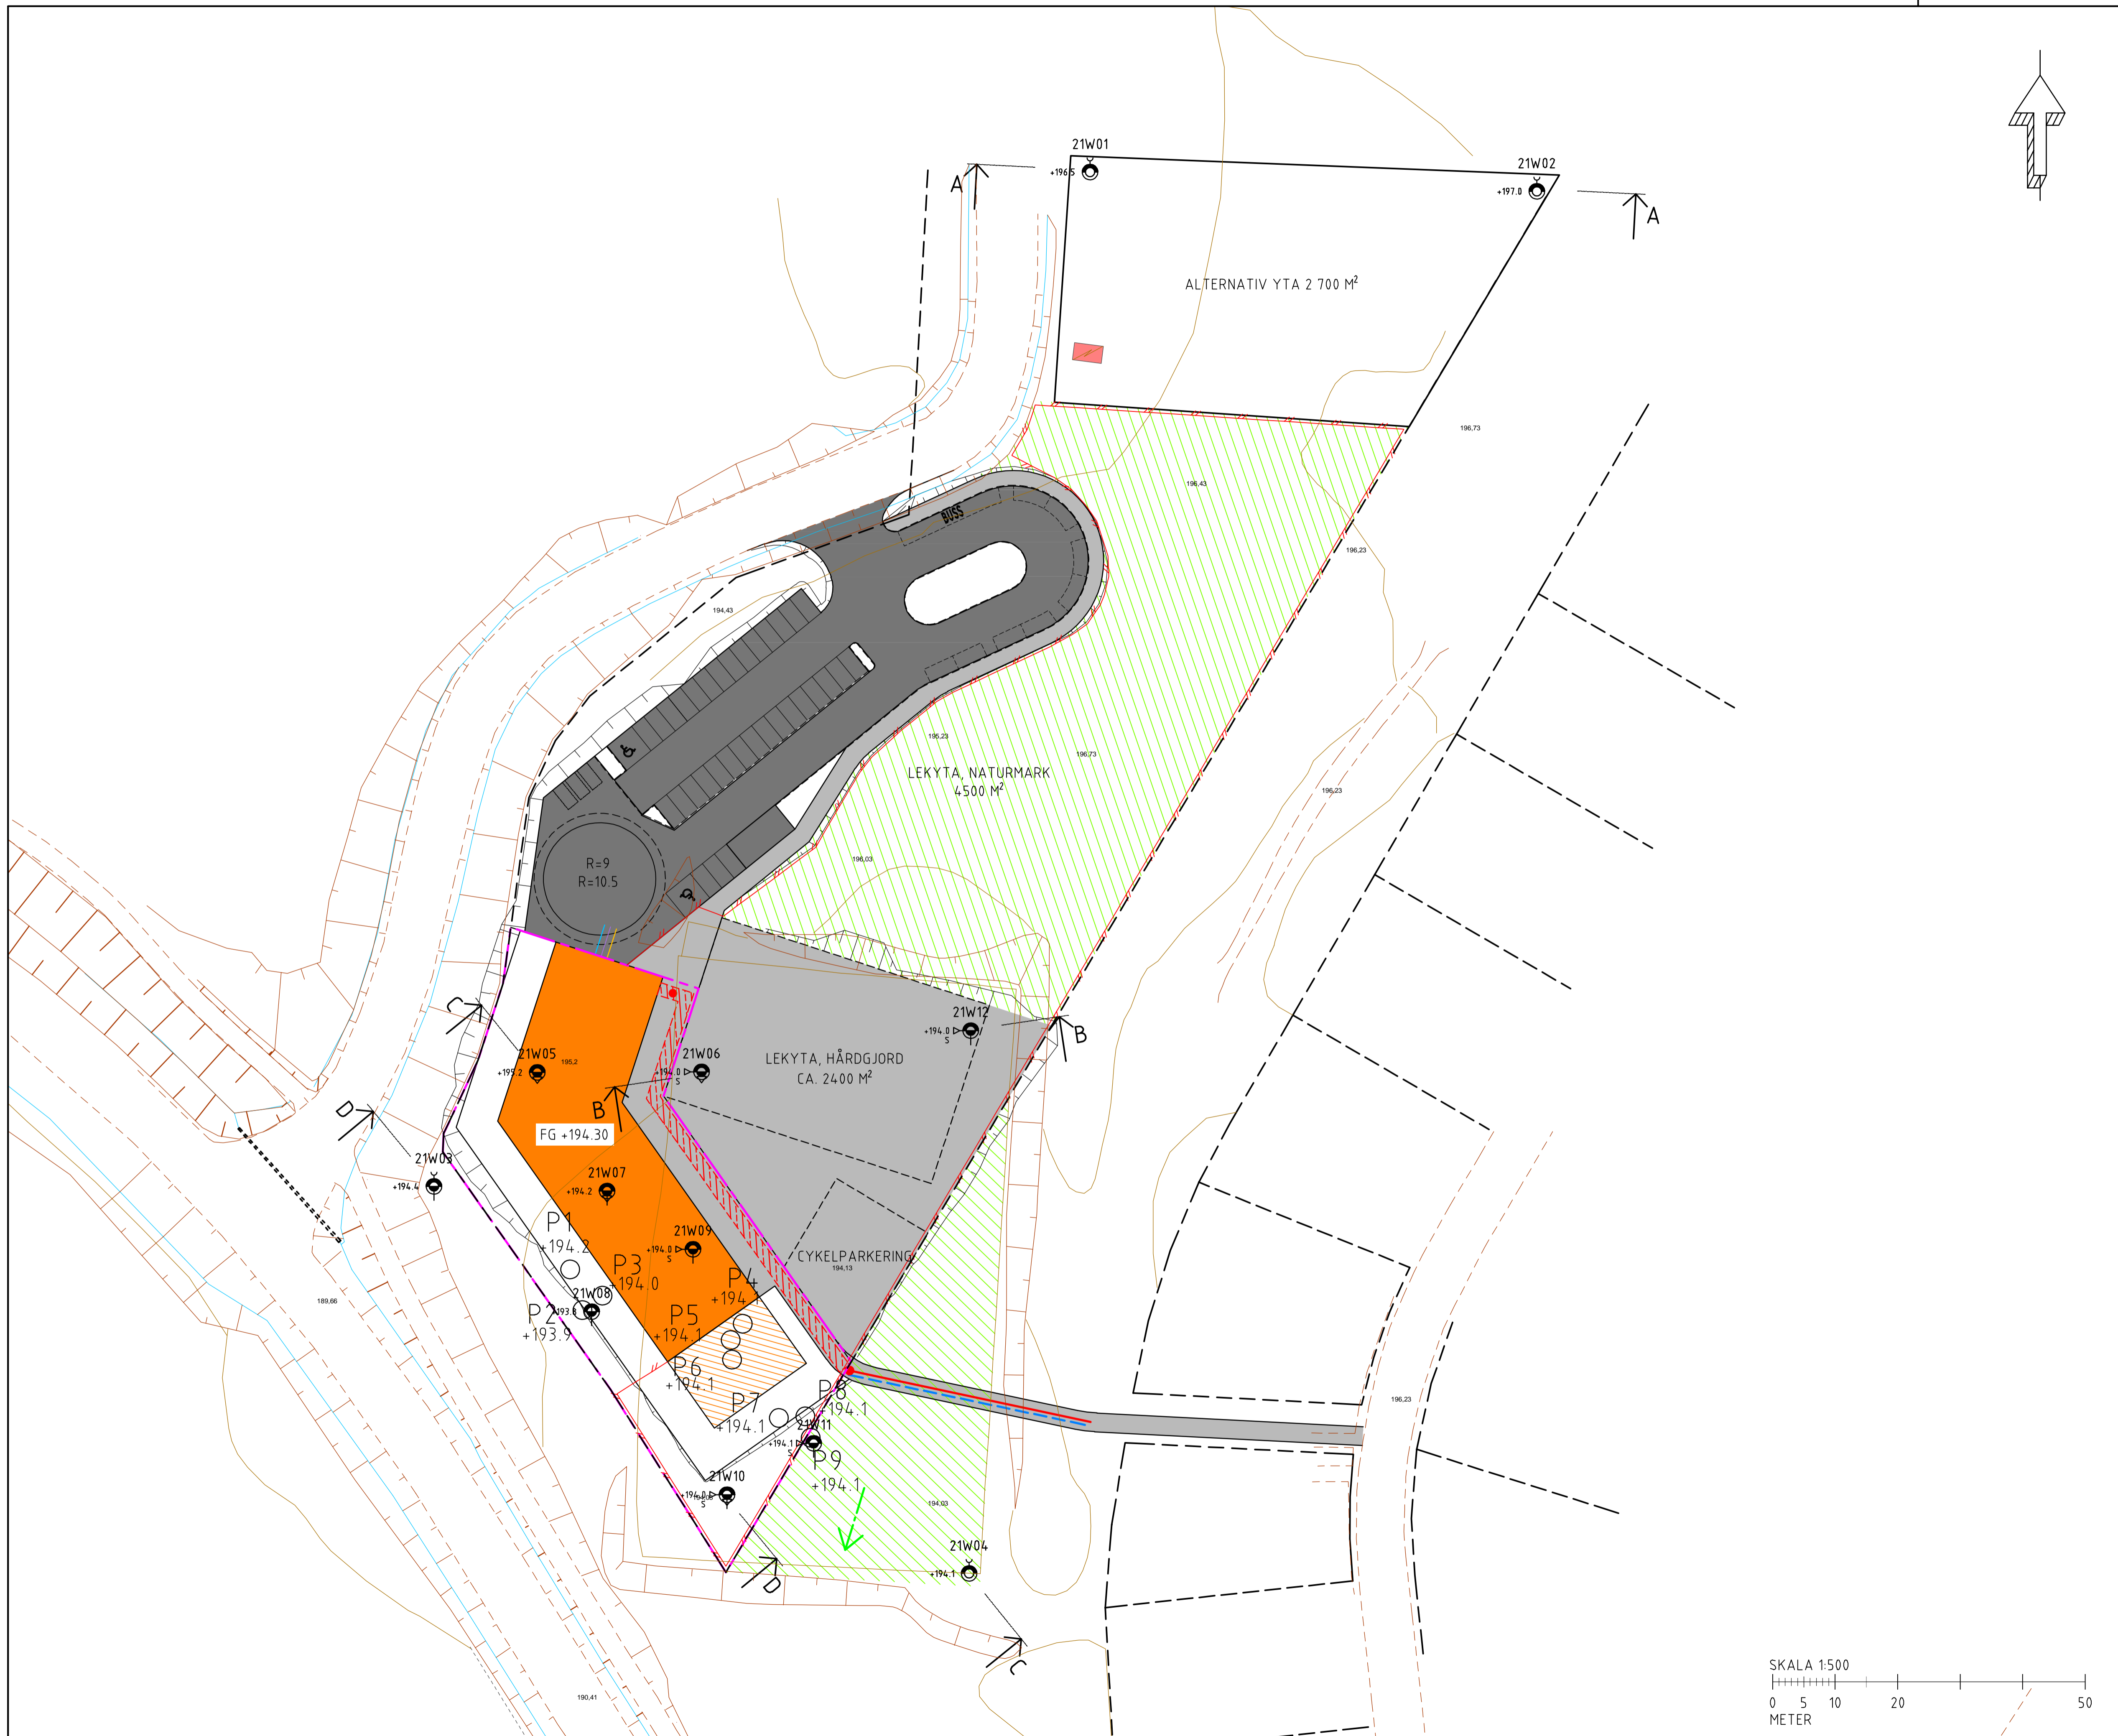 21W01
+196.5
21W02
+197.0
A
A
ALTERNATIV YTA 2 700 M²
196,73
196,43
BUSS
196,23
194,43
195,23
196,73
LEKYTA, NATURMARK
4500 M²
196,23
196,03
R=9
R=10.5
C
21W12
+194.0
S
B
21W05
+195.2
195,2
21W06
+194.0
S
LEKYTA, HÅRDGJORD
CA. 2400 M²
D
B
FG +194.30
21W03
+194.4
21W07
+194.2
P1
+194.2
21W09
+194.0
S
CYKELPARKERING
194,13
P3
+194.0
P4
+194.1
21W08
+193.8
P2
+193.9
P5
+194.1
189,66
P6
+194.1
P7
+194.1
P8
+194.1
196,23
21W11
+194.1
S
P9
+194.1
21W10
+194.0
S
194,03
21W04
+194.1
D
C
190,41
SKALA 1:500
0 5 10 20 50
METER